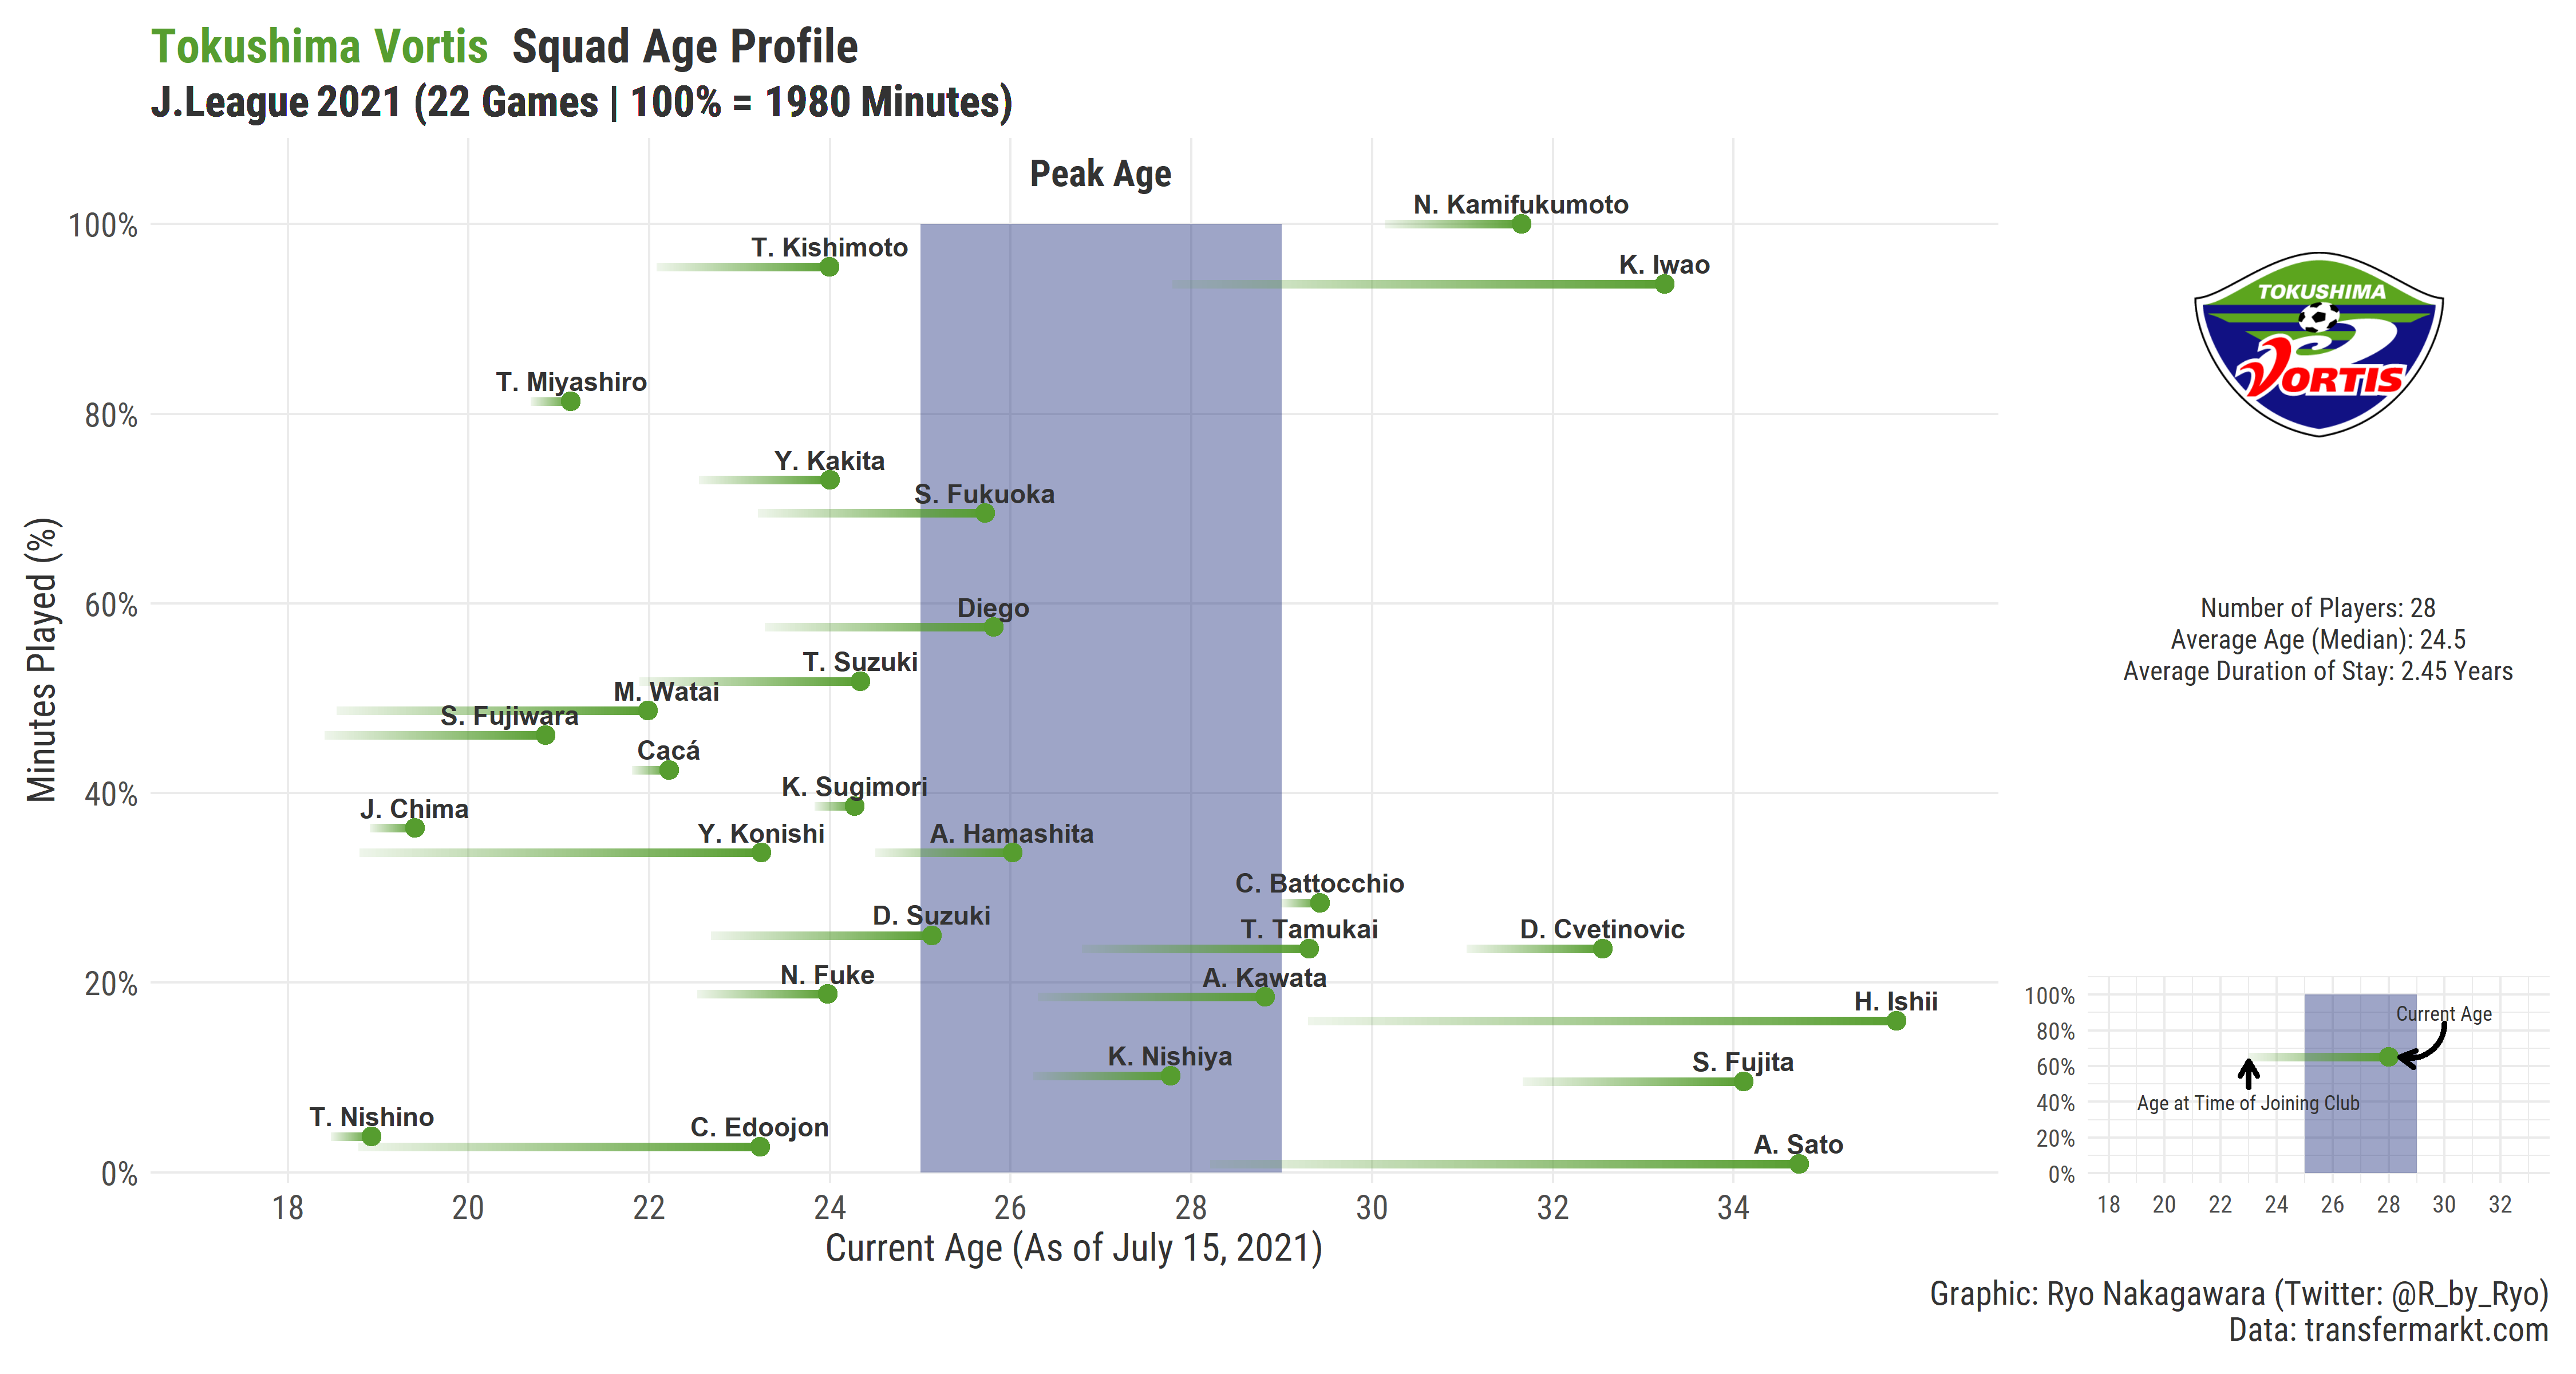 Tokushima Vortis Squad Age Profile
J.League 2021 (22 Games | 100% = 1980 Minutes)
Peak Age
N. Kamifukumoto
T. Kishimoto
K. Iwao
T. Miyashiro
Y. Kakita
S. Fukuoka
Diego
T. Suzuki
M. Watai
S. Fujiwara
Cacá
K. Sugimori
J. Chima
Y. Konishi
A. Hamashita
C. Battocchio
D. Suzuki
T. Tamukai
D. Cvetinovic
N. Fuke
A. Kawata
H. Ishii
K. Nishiya
S. Fujita
T. Nishino
C. Edoojon
A. Sato
Minutes Played (%)
100%
80%
60%
40%
20%
0%
18 20 22 24 26 28 30 32 34
Current Age (As of July 15, 2021)
TOKUSHIMA
VORTIS
Number of Players: 28
Average Age (Median): 24.5
Average Duration of Stay: 2.45 Years
100%
80%
60%
40%
20%
0%
Current Age
Age at Time of Joining Club
18 20 22 24 26 28 30 32
Graphic: Ryo Nakagawara (Twitter: @R_by_Ryo)
Data: transfermarkt.com